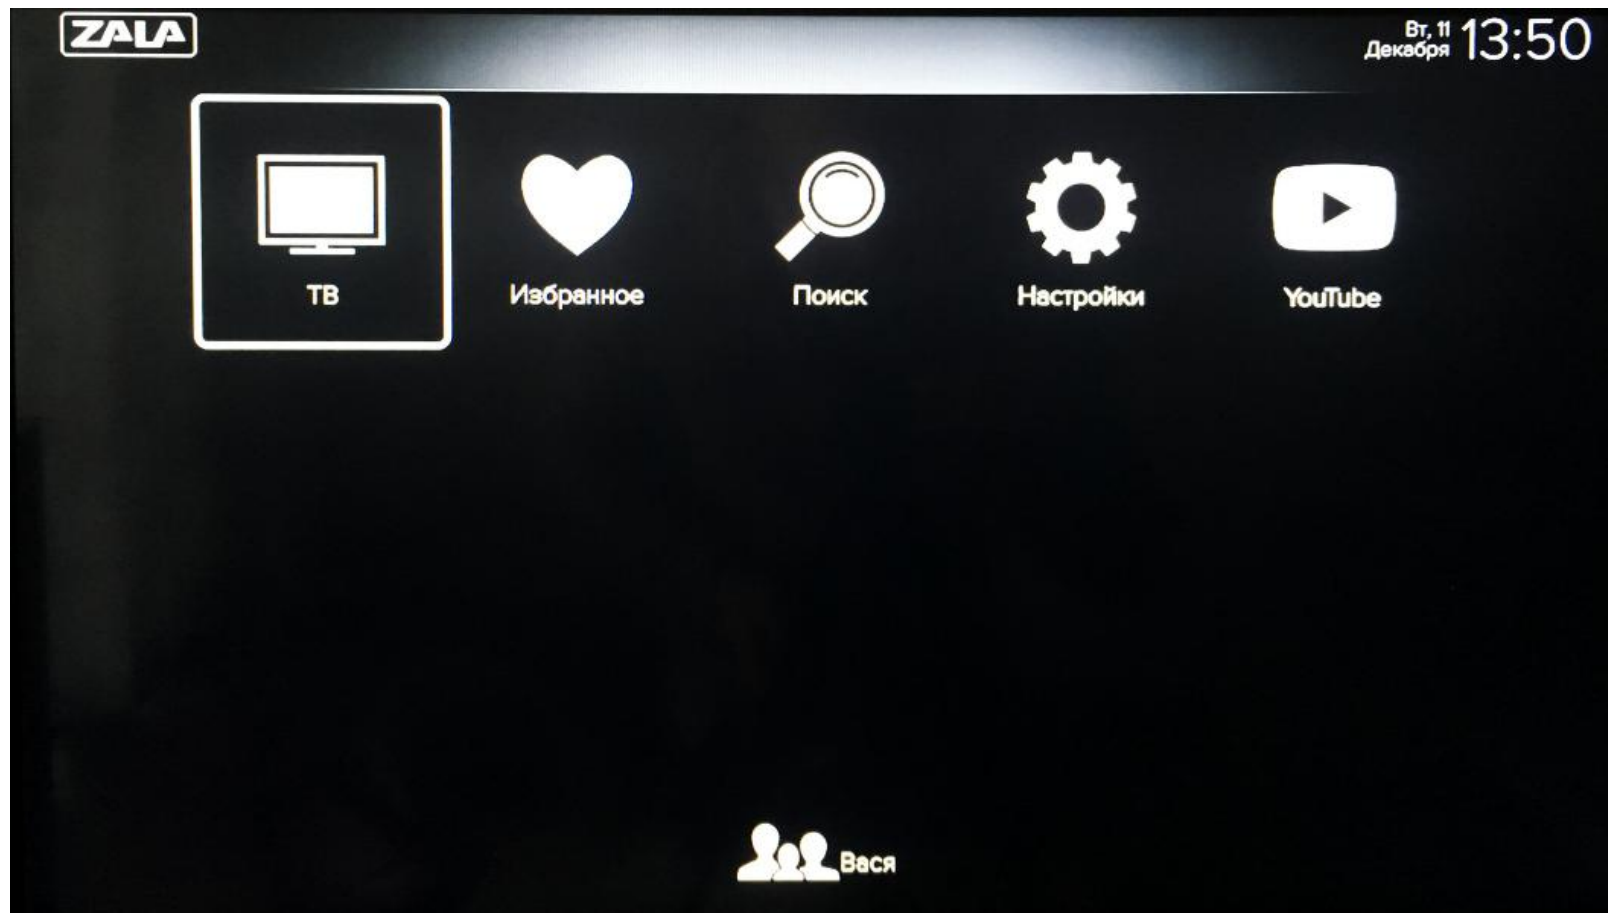 ZALA
Вт, 11
Декабря
13:50
ТВ
Избранное
Поиск
Настройки
YouTube
Вася